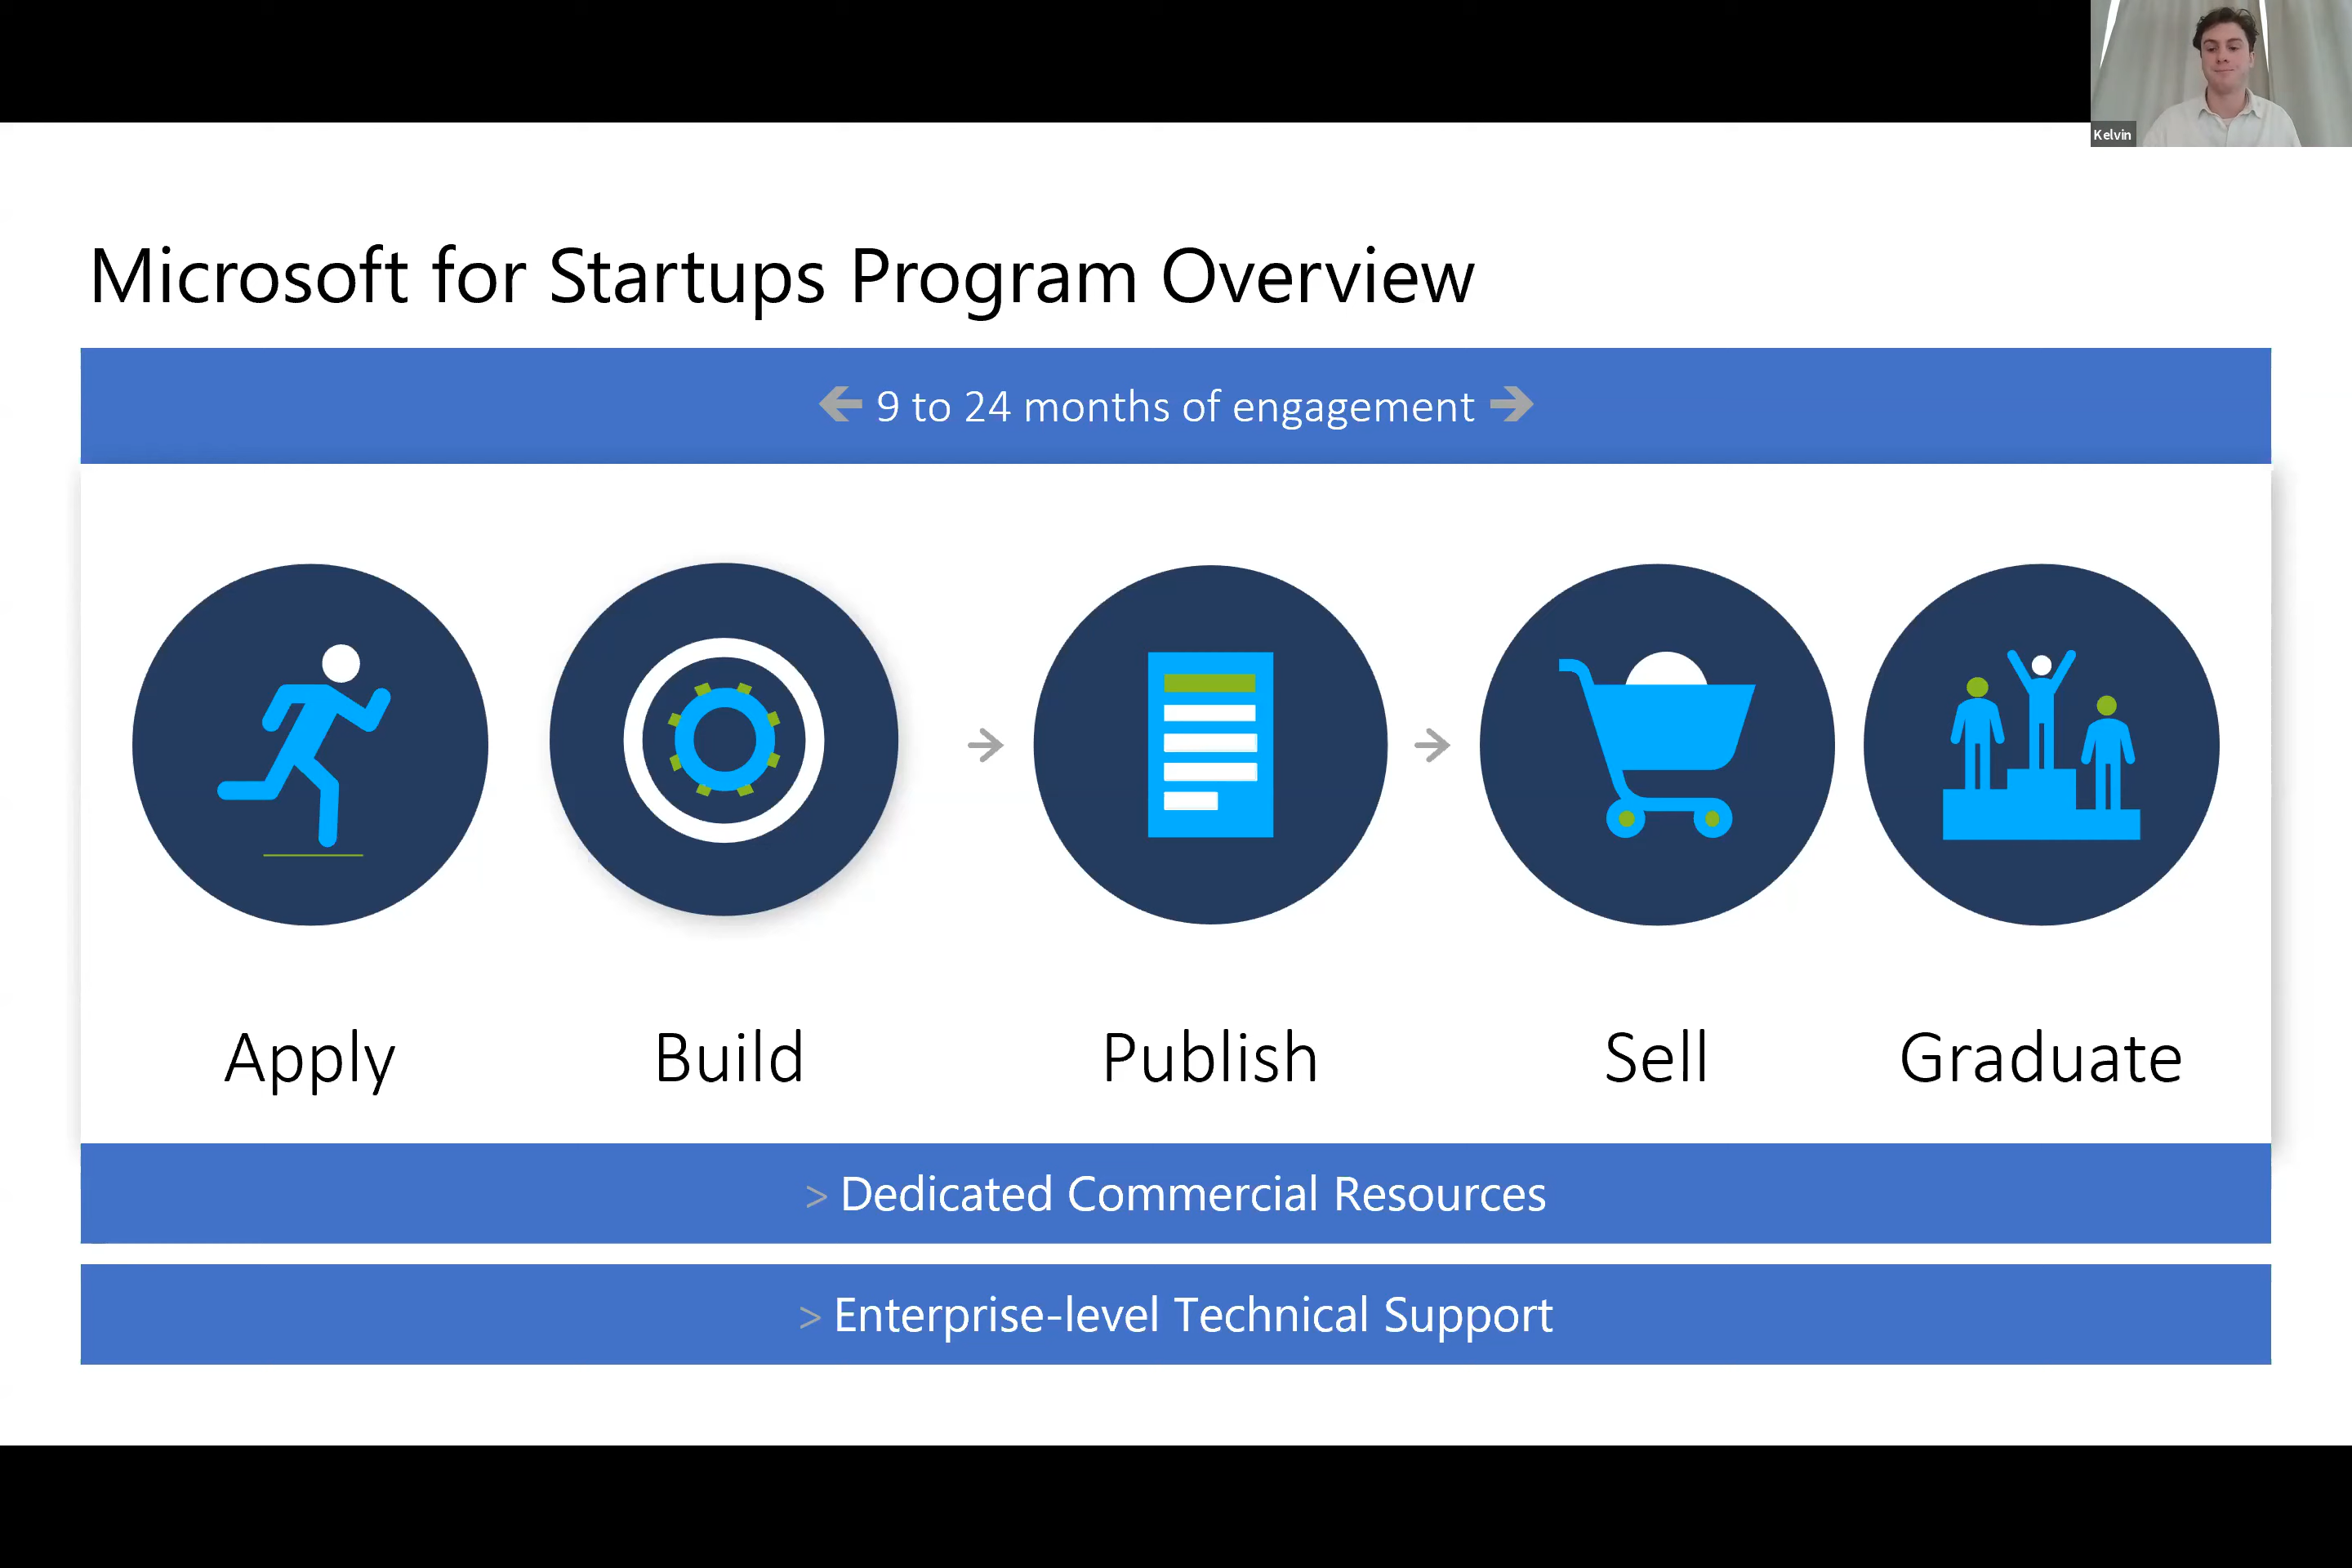 Kelvin
Microsoft for Startups Program Overview
9 to 24 months of engagement
Apply
Build
Publish
Sell
Graduate
> Dedicated Commercial Resources
> Enterprise-level Technical Support